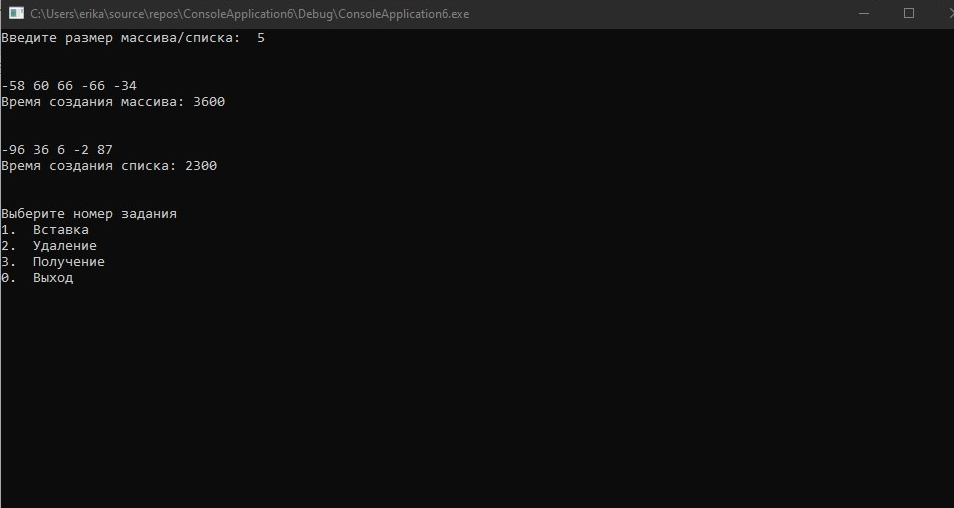 C:\Users\erika\source\repos\ConsoleApplication6\Debug\ConsoleApplication6.exe
Введите размер массива/списка:  5
-58 60 66 -66 -34
Время создания массива: 3600
-96 36 6 -2 87
Время создания списка: 2300
Выберите номер задания
1.  Вставка
2.  Удаление
3.  Получение
0.  Выход